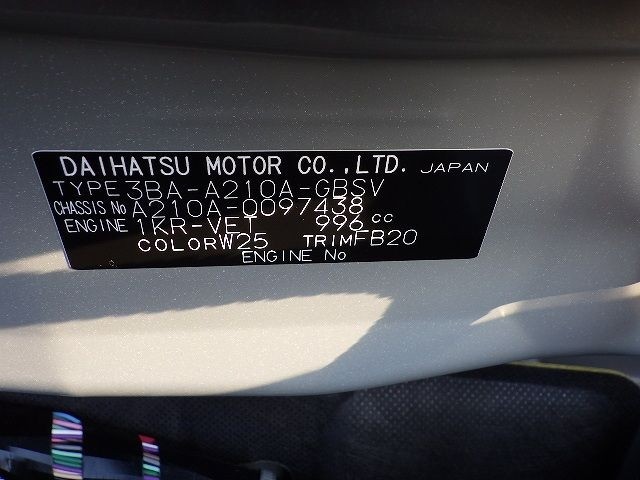 DAIHATSU MOTOR CO.,LTD. JAPAN
TYPE 3BA-A210A-GBSV
CHASSIS No A210A-0097438
ENGINE 1KR-VET 996 cc
COLOR W25 TRIM FB20
ENGINE No